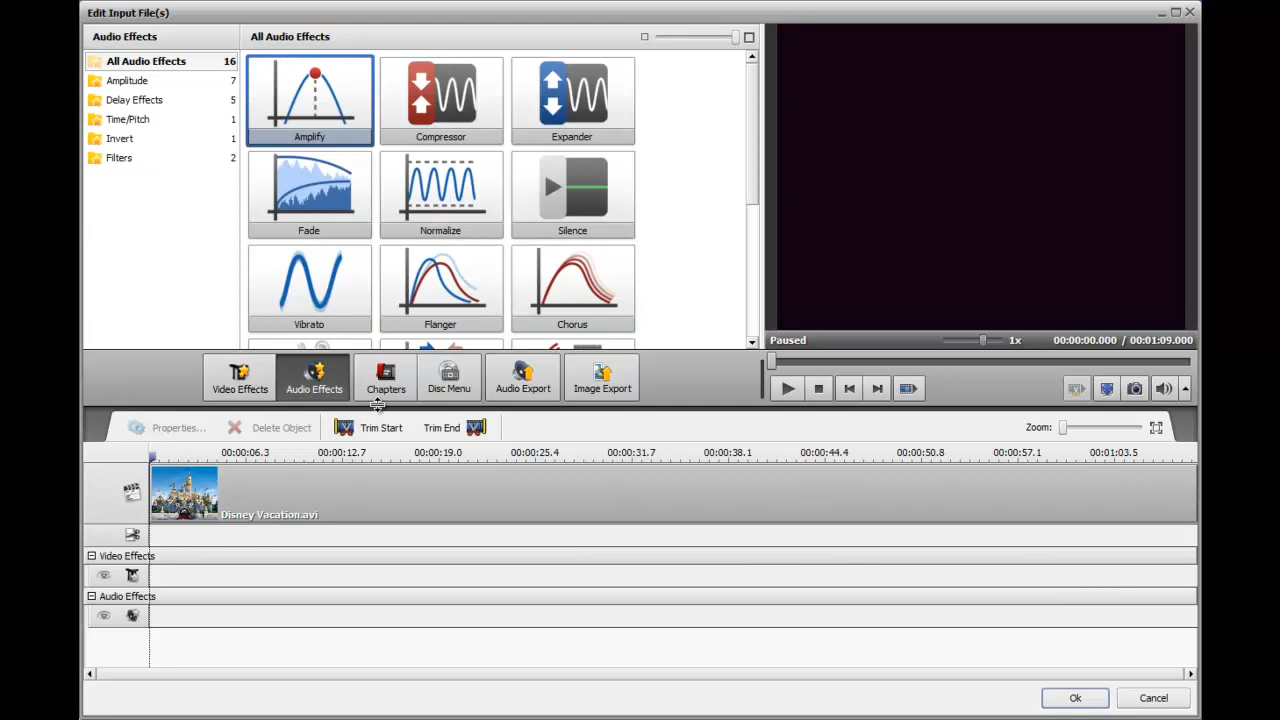 Edit Input File(s)
Audio Effects
All Audio Effects
All Audio Effects 16
Amplitude 7
Delay Effects 5
Time/Pitch 1
Invert 1
Filters 2
Amplify
Compressor
Expander
Fade
Normalize
Silence
Vibrato
Flanger
Chorus
Paused
1x
00:00:00.000 / 00:01:09.000
Video Effects
Audio Effects
Chapters
Disc Menu
Audio Export
Image Export
Properties...
Delete Object
Trim Start
Trim End
Zoom:
00:00:06.3 00:00:12.7 00:00:19.0 00:00:25.4 00:00:31.7 00:00:38.1 00:00:44.4 00:00:50.8 00:00:57.1 00:01:03.5
Disney Vacation.avi
Video Effects
Audio Effects
Ok
Cancel